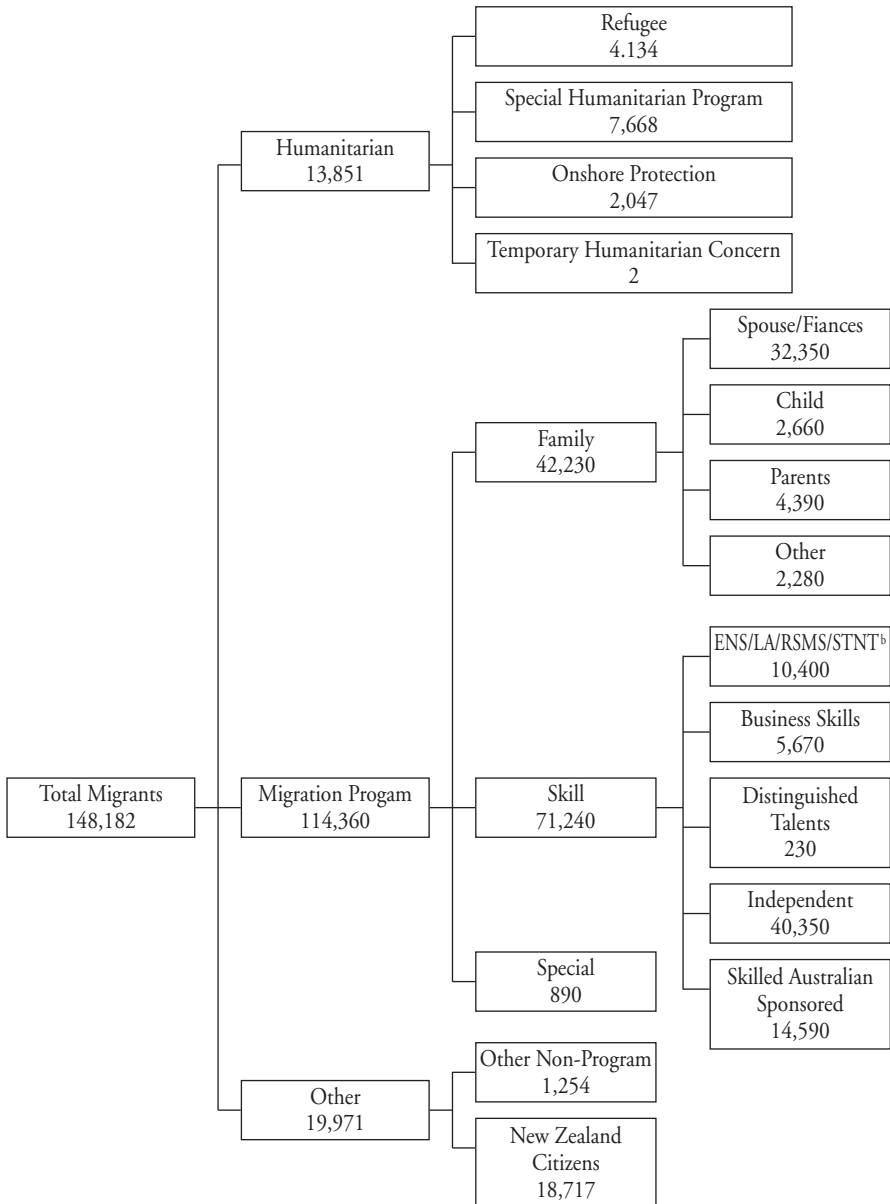 Refugee
4.134
Special Humanitarian Program
7,668
Humanitarian
13,851
Onshore Protection
2,047
Temporary Humanitarian Concern
2
Spouse/Fiances
32,350
Child
2,660
Family
42,230
Parents
4,390
Other
2,280
ENS/LA/RSMS/STNT b
10,400
Business Skills
5,670
Total Migrants
148,182
Migration Progam
114,360
Skill
71,240
Distinguished
Talents
230
Independent
40,350
Special
890
Skilled Australian
Sponsored
14,590
Other Non-Program
1,254
Other
19,971
New Zealand
Citizens
18,717